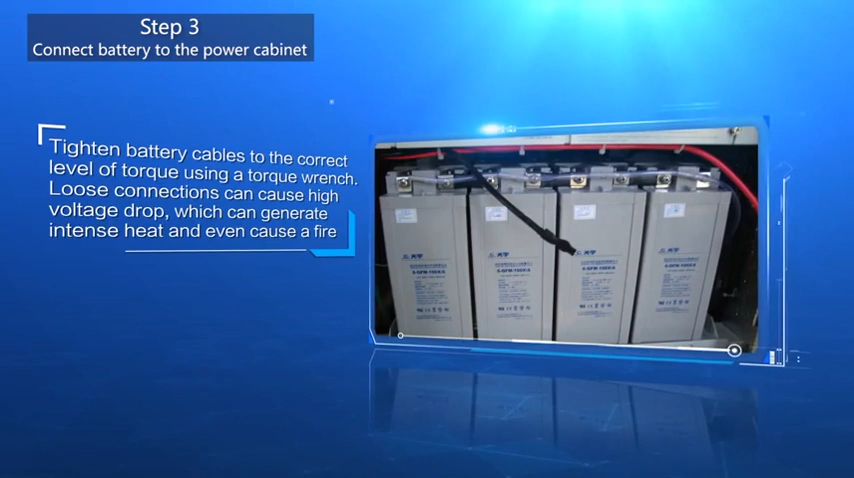 Step 3
Connect battery to the power cabinet
Tighten battery cables to the correct
level of torque using a torque wrench.
Loose connections can cause high
voltage drop, which can generate
intense heat and even cause a fire